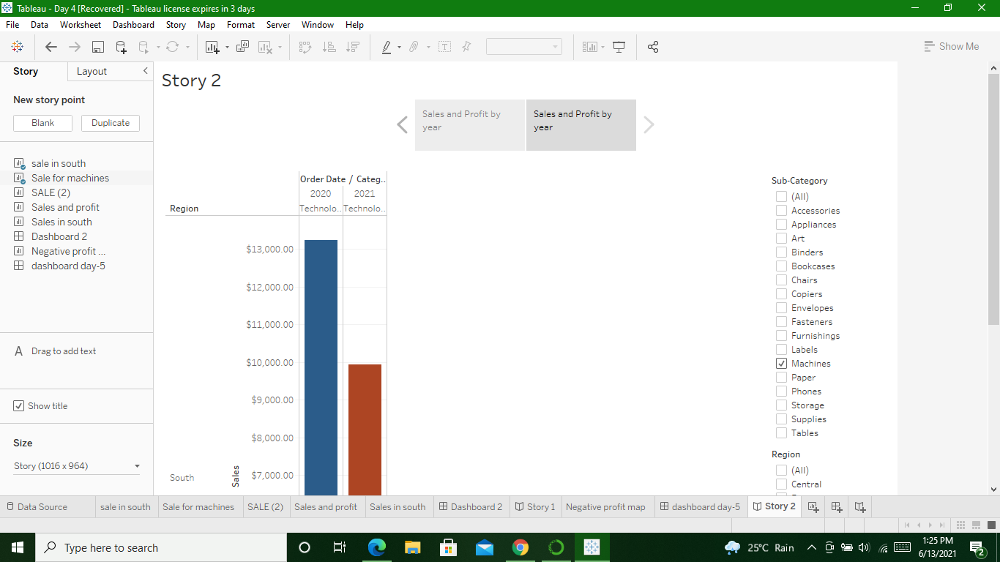 Tableau - Day 4 [Recovered] - Tableau license expires in 3 days
File Data Worksheet Dashboard Story Map Format Server Window Help
Show Me
Story Layout
New story point
Blank Duplicate
sale in south
Sale for machines
SALE (2)
Sales and profit
Sales in south
Dashboard 2
Negative profit ...
dashboard day-5
A Drag to add text
Show title
Size
Story (1016 x 964)
Story 2
Sales and Profit by
year
Sales and Profit by
year
Order Date / Categ..
2020 2021
Region Technolo.. Technolo..
$13,000.00
$12,000.00
$11,000.00
$10,000.00
$9,000.00
$8,000.00
$7,000.00
South
Sales
Sub-Category
(All)
Accessories
Appliances
Art
Binders
Bookcases
Chairs
Copiers
Envelopes
Fasteners
Furnishings
Labels
Machines
Paper
Phones
Storage
Supplies
Tables
Region
(All)
Central
Data Source sale in south Sale for machines SALE (2) Sales and profit Sales in south Dashboard 2 Story 1 Negative profit map dashboard day-5 Story 2
Type here to search
25°C Rain
1:25 PM
6/13/2021
2